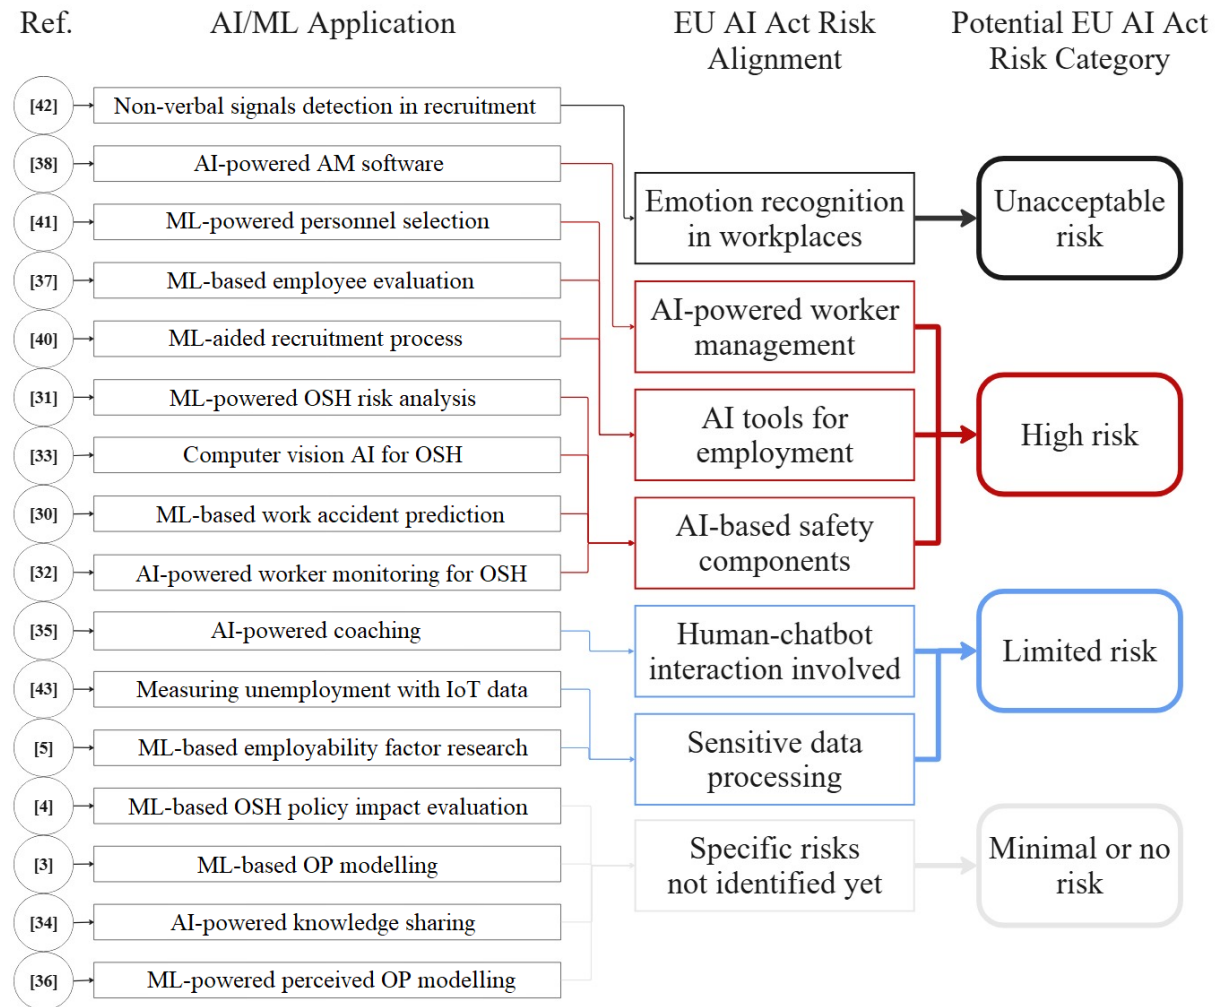 Ref.
AI/ML Application
EU AI Act Risk
Alignment
Potential EU AI Act
Risk Category
[42]
Non-verbal signals detection in recruitment
[38]
AI-powered AM software
[41]
ML-powered personnel selection
[37]
ML-based employee evaluation
[40]
ML-aided recruitment process
[31]
ML-powered OSH risk analysis
[33]
Computer vision AI for OSH
[30]
ML-based work accident prediction
[32]
AI-powered worker monitoring for OSH
[35]
AI-powered coaching
[43]
Measuring unemployment with IoT data
[5]
ML-based employability factor research
[4]
ML-based OSH policy impact evaluation
[3]
ML-based OP modelling
[34]
AI-powered knowledge sharing
[36]
ML-powered perceived OP modelling
Emotion recognition
in workplaces
AI-powered worker
management
AI tools for
employment
AI-based safety
components
Human-chatbot
interaction involved
Sensitive data
processing
Specific risks
not identified yet
Unacceptable
risk
High risk
Limited risk
Minimal or no
risk